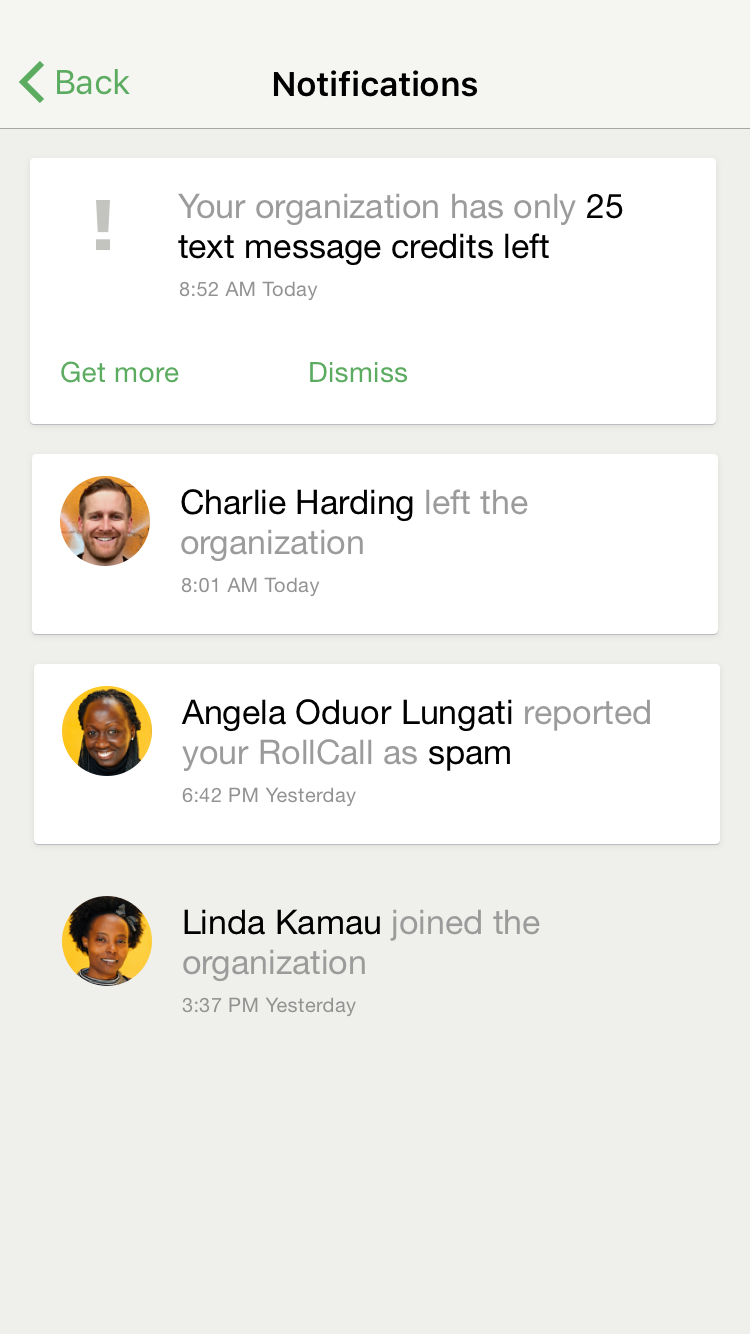 Back
Notifications
!
Your organization has only 25
text message credits left
8:52 AM Today
Get more
Dismiss
Charlie Harding left the
organization
8:01 AM Today
Angela Oduor Lungati reported
your RollCall as spam
6:42 PM Yesterday
Linda Kamau joined the
organization
3:37 PM Yesterday